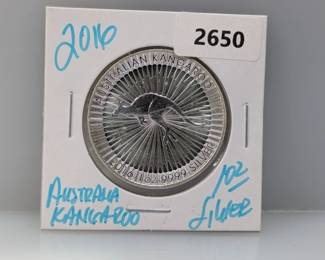 2016
2650
AUSTRALIAN KANGAROO
2016 1oz 9999 SILVER
AUSTRALIA
KANGAROO
1OZ
SILVER